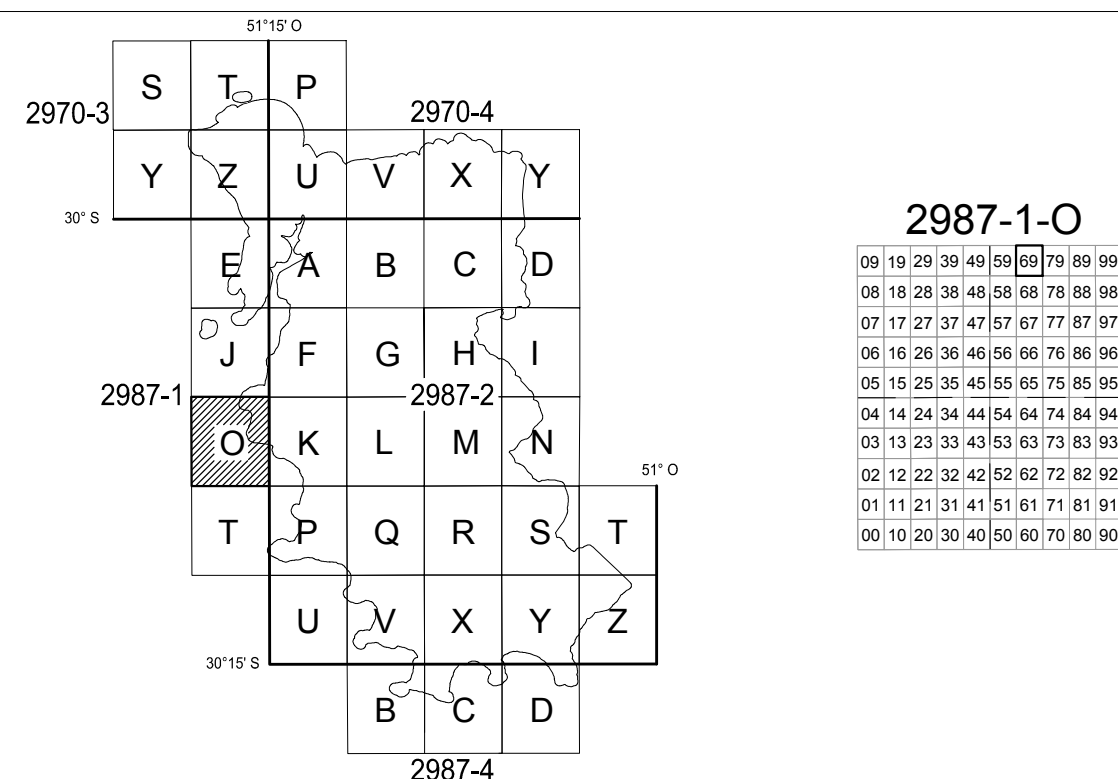 51°15' O
S T P
2970-3 2970-4
Y Z U V X Y
30° S
E A B C D
J F G H I
2987-1 2987-2
O K L M N
51° O
T P Q R S T
U V X Y Z
30°15' S
B C D
2987-4
2987-1-O
09 19 29 39 49 59 69 79 89 99
08 18 28 38 48 58 68 78 88 98
07 17 27 37 47 57 67 77 87 97
06 16 26 36 46 56 66 76 86 96
05 15 25 35 45 55 65 75 85 95
04 14 24 34 44 54 64 74 84 94
03 13 23 33 43 53 63 73 83 93
02 12 22 32 42 52 62 72 82 92
01 11 21 31 41 51 61 71 81 91
00 10 20 30 40 50 60 70 80 90